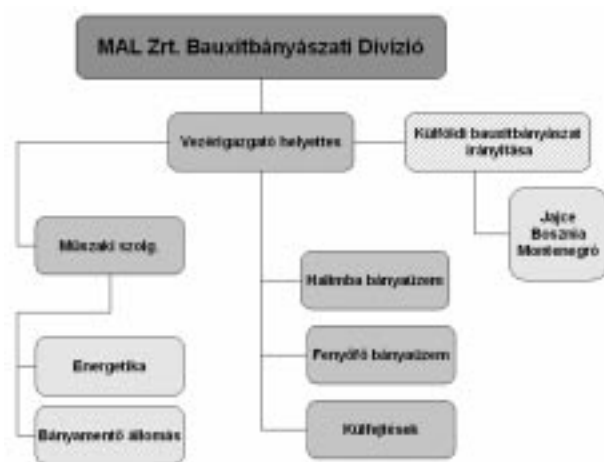 MAL Zrt. Bauxitbányászati Divízió
Vezérigazgató helyettes
Külföldi bauxitbányászat
irányítása
Jajce
Bosznia
Montenegró
Műszaki szolg.
Halimba bányaüzem
Fenyőfő bányaüzem
Energetika
Bányamentő állomás
Külfejtések